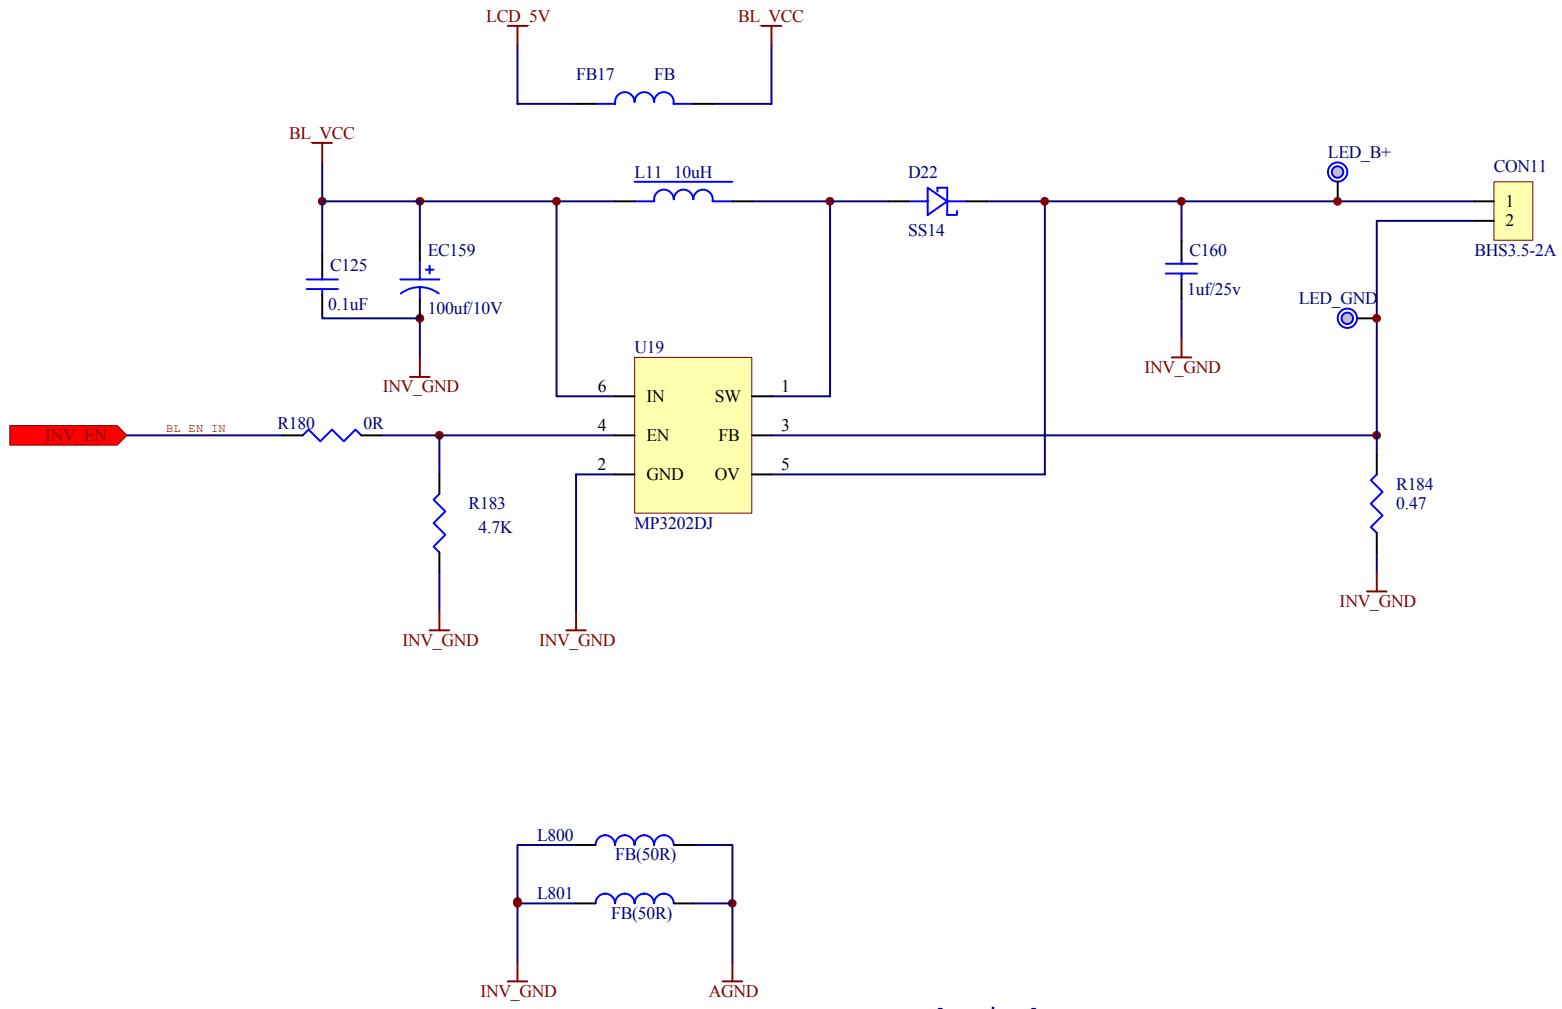 LCD_5V BL_VCC
FB17 FB
BL_VCC
LED_B+
L11 10uH D22 CON11
1
2
SS14
BHS3.5-2A
C125 EC159 C160
0.1uF 100uf/10V 1uf/25v
LED_GND
U19
INV_GND INV_GND
6 IN SW 1
INV_EN BL_EN_IN R180 0R
4 EN FB 3
2 GND OV 5
R183
4.7K
MP3202DJ
R184
0.47
INV_GND
INV_GND INV_GND
L800
FB(50R)
L801
FB(50R)
INV_GND AGND